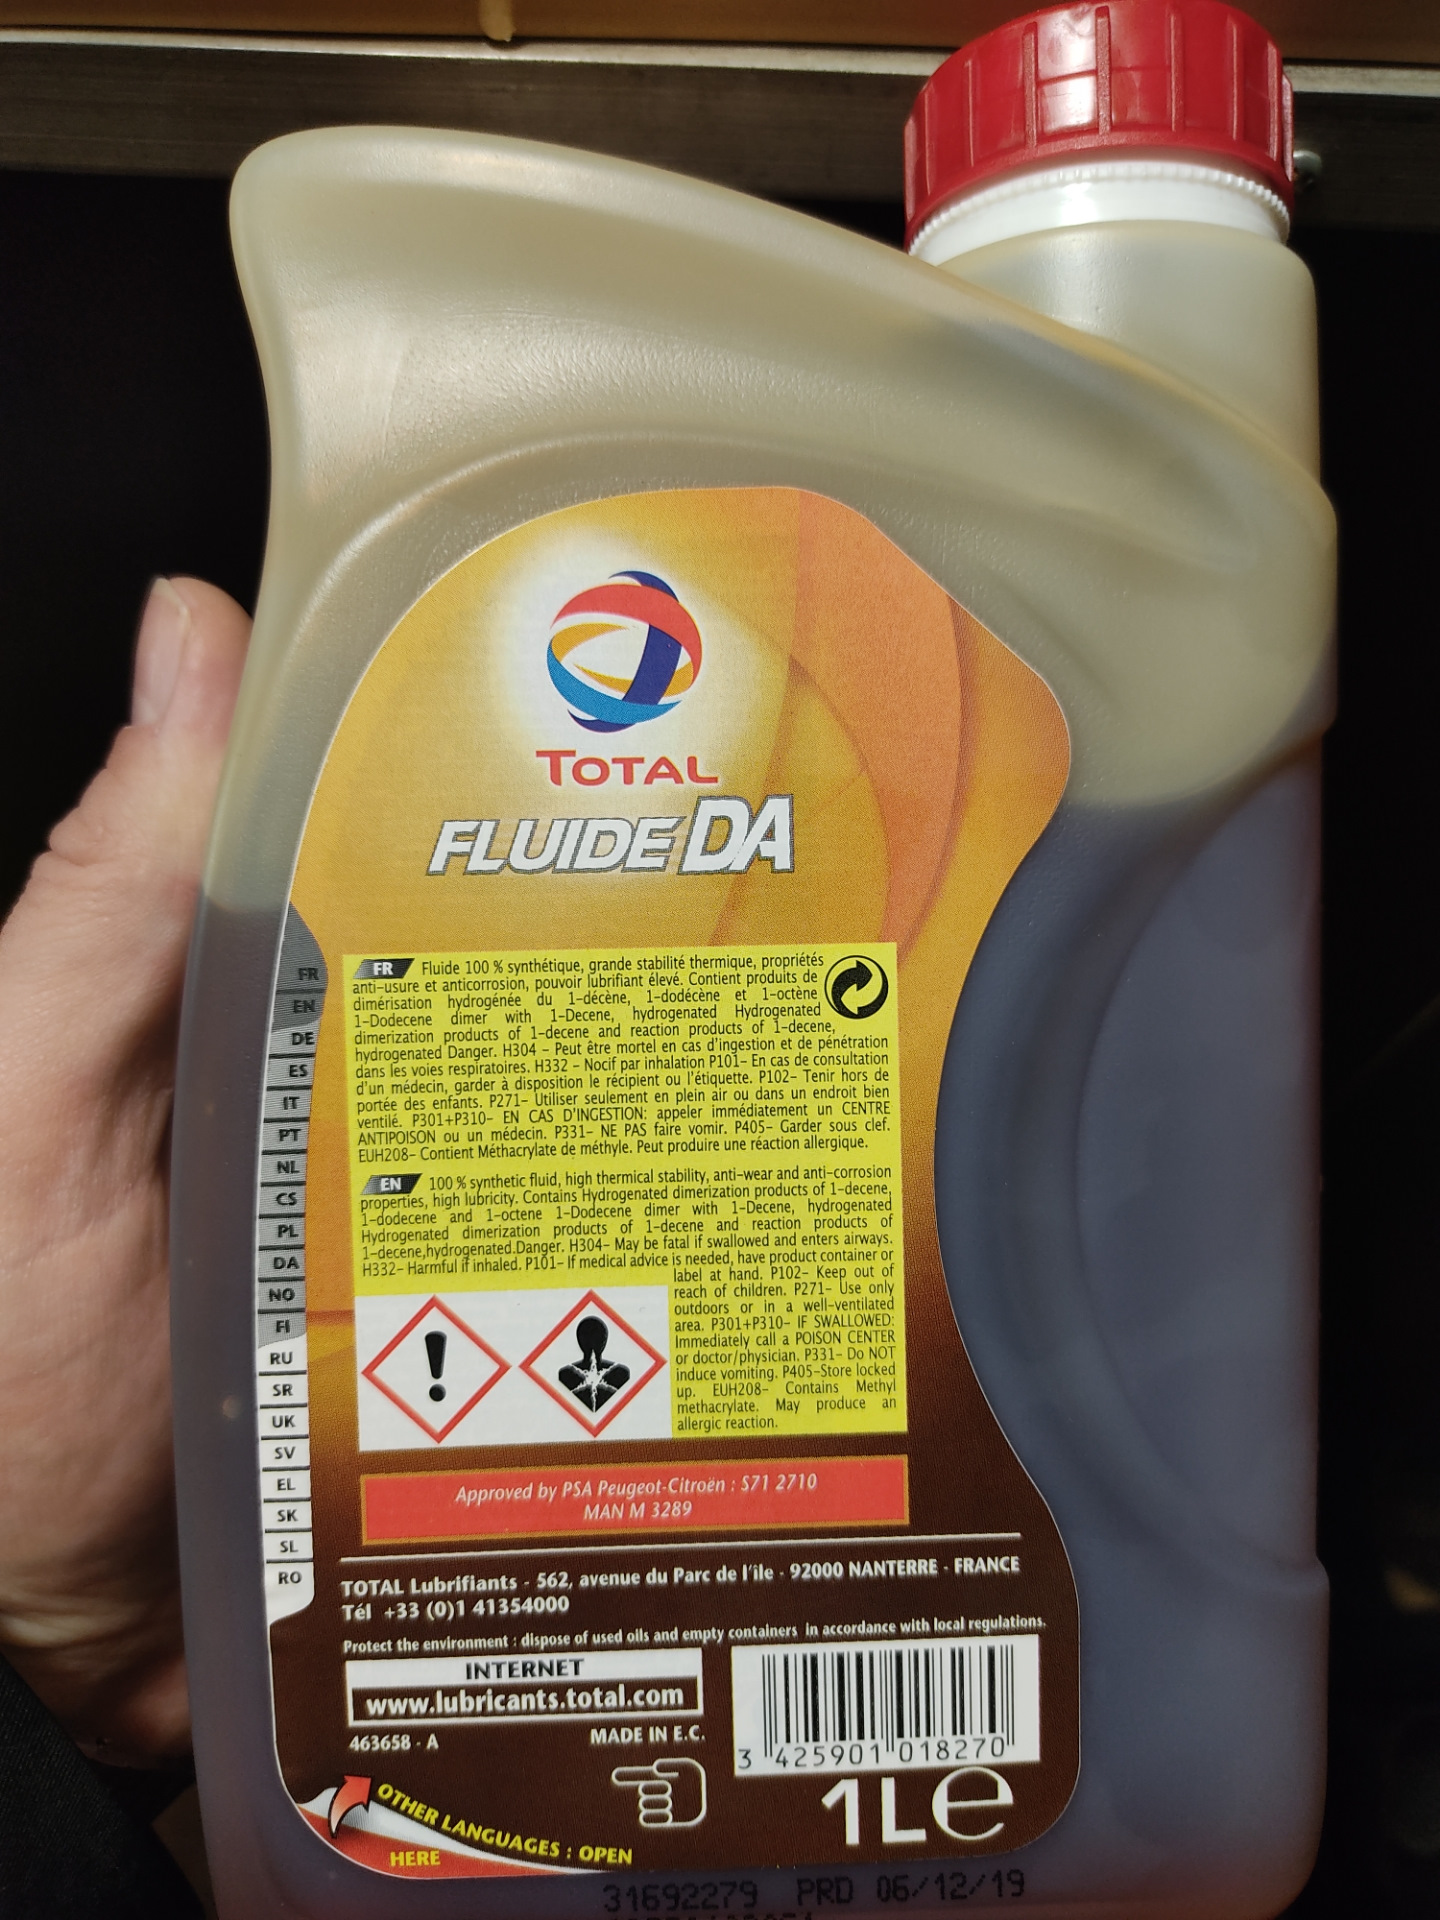 TOTAL
FLUIDE DA
FR
EN
DE
ES
IT
PT
NL
CS
PL
DA
NO
FI
RU
SR
UK
SV
EL
SK
SL
RO
FR Fluide 100 % synthétique, grande stabilité thermique, propriétés
anti-usure et anticorrosion, pouvoir lubrifiant élevé. Contient produits de
dimérisation hydrogénée du 1-décène, 1-dodécène et 1-octène
1-Dodecene dimer with 1-Decene, hydrogenated Hydrogenated
dimerization products of 1-decene and reaction products of 1-decene,
hydrogenated Danger. H304 - Peut être mortel en cas d'ingestion et de pénétration
dans les voies respiratoires. H332 - Nocif par inhalation P101- En cas de consultation
d'un médecin, garder à disposition le récipient ou l'étiquette. P102- Tenir hors de
portée des enfants. P271- Utiliser seulement en plein air ou dans un endroit bien
ventilé. P301+P310- EN CAS D'INGESTION: appeler immédiatement un CENTRE
ANTIPOISON ou un médecin. P331- NE PAS faire vomir. P405- Garder sous clef.
EUH208- Contient Méthacrylate de méthyle. Peut produire une réaction allergique.
EN 100 % synthetic fluid, high thermical stability, anti-wear and anti-corrosion
properties, high lubricity. Contains Hydrogenated dimerization products of 1-decene,
1-dodecene and 1-octene 1-Dodecene dimer with 1-Decene, hydrogenated
Hydrogenated dimerization products of 1-decene and reaction products of
1-decene,hydrogenated.Danger. H304- May be fatal if swallowed and enters airways.
H332- Harmful if inhaled. P101- If medical advice is needed, have product container or
label at hand. P102- Keep out of
reach of children. P271- Use only
outdoors or in a well-ventilated
area. P301+P310- IF SWALLOWED:
Immediately call a POISON CENTER
or doctor/physician. P331- Do NOT
induce vomiting. P405-Store locked
up. EUH208- Contains Methyl
methacrylate. May produce an
allergic reaction.
Approved by PSA Peugeot-Citroën : S71 2710
MAN M 3289
TOTAL Lubrifiants - 562, avenue du Parc de l'île - 92000 NANTERRE - FRANCE
Tél +33 (0)1 41354000
Protect the environment : dispose of used oils and empty containers in accordance with local regulations.
INTERNET
www.lubricants.total.com
463658 - A
MADE IN E.C.
3 425901 018270
1L e
OTHER LANGUAGES : OPEN
HERE
31692279 PRD 06/12/19